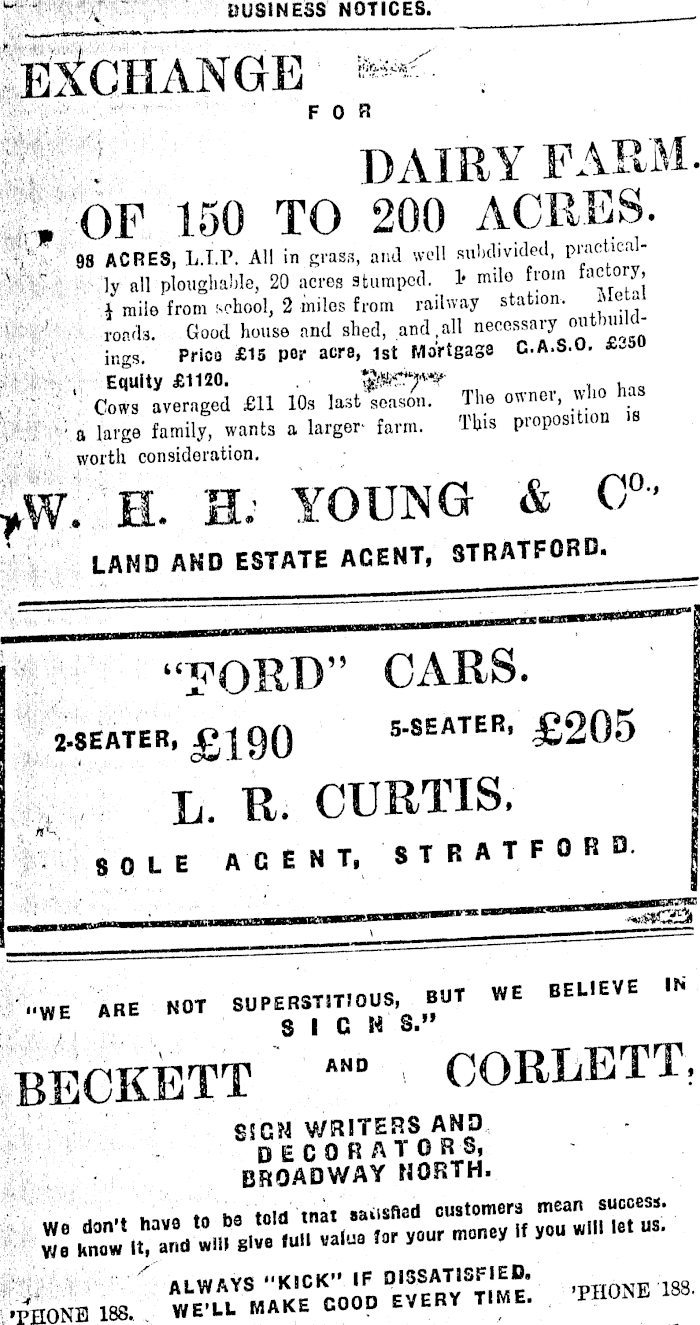 BUSINESS NOTICES.
EXCHANGE
FOR
DAIRY FARM.
OF 150 TO 200 ACRES.
98 ACRES, L.I.P. All in grass, and well subdivided, practical-
ly all ploughable, 20 acres stumped. 1 mile from factory,
½ mile from school, 2 miles from railway station. Metal
roads. Good house and shed, and all necessary outbuild-
ings. Price £15 per acre, 1st Mortgage G.A.S.O. £350
Equity £1120.
Cows averaged £11 10s last season. The owner, who has
a large family, wants a larger farm. This proposition is
worth consideration.
W. H. H. YOUNG & Co.,
LAND AND ESTATE AGENT, STRATFORD.
"FORD" CARS.
2-SEATER, £190 5-SEATER, £205
L. R. CURTIS,
SOLE AGENT, STRATFORD.
"WE ARE NOT SUPERSTITIOUS, BUT WE BELIEVE IN
SIGNS."
BECKETT AND CORLETT,
SIGN WRITERS AND
DECORATORS,
BROADWAY NORTH.
We don't have to be told that satisfied customers mean success.
We know it, and will give full value for your money if you will let us.
ALWAYS "KICK" IF DISSATISFIED.
'PHONE 188. WE'LL MAKE GOOD EVERY TIME. 'PHONE 188.